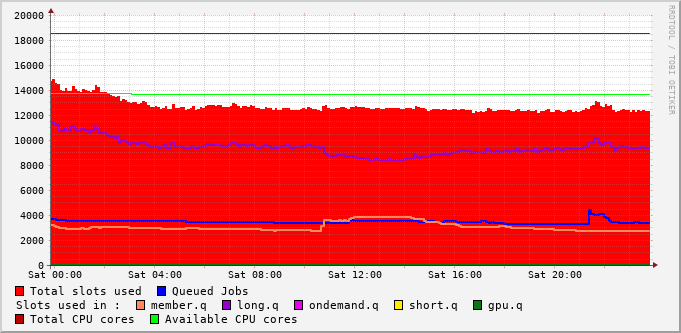 20000
18000
16000
14000
12000
10000
8000
6000
4000
2000
0
Sat 00:00 Sat 04:00 Sat 08:00 Sat 12:00 Sat 16:00 Sat 20:00
Total slots used Queued Jobs
Slots used in : member.q long.q ondemand.q short.q gpu.q
Total CPU cores Available CPU cores
RRDTOOL / TOBI OETIKER